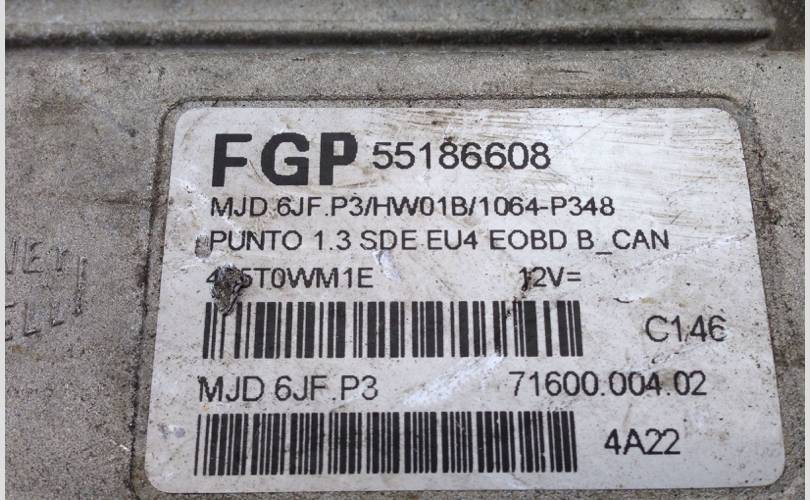 FGP 55186608
MJD 6JF.P3/HW01B/1064-P348
PUNTO 1.3 SDE EU4 EOBD B_CAN
12V=
C146
MJD 6JF.P3 71600.004.02
4A22